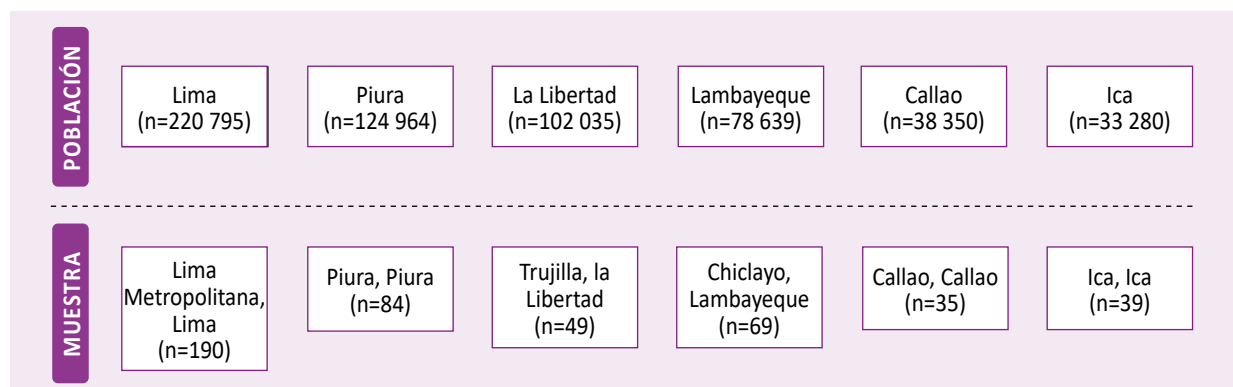 POBLACIÓN
Lima
(n=220 795)
Piura
(n=124 964)
La Libertad
(n=102 035)
Lambayeque
(n=78 639)
Callao
(n=38 350)
Ica
(n=33 280)
MUESTRA
Lima
Metropolitana,
Lima
(n=190)
Piura, Piura
(n=84)
Trujilla, la
Libertad
(n=49)
Chiclayo,
Lambayeque
(n=69)
Callao, Callao
(n=35)
Ica, Ica
(n=39)